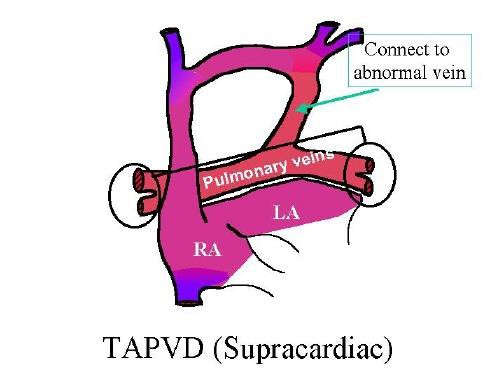 Connect to
abnormal vein
Pulmonary veins
LA
RA
TAPVD (Supracardiac)